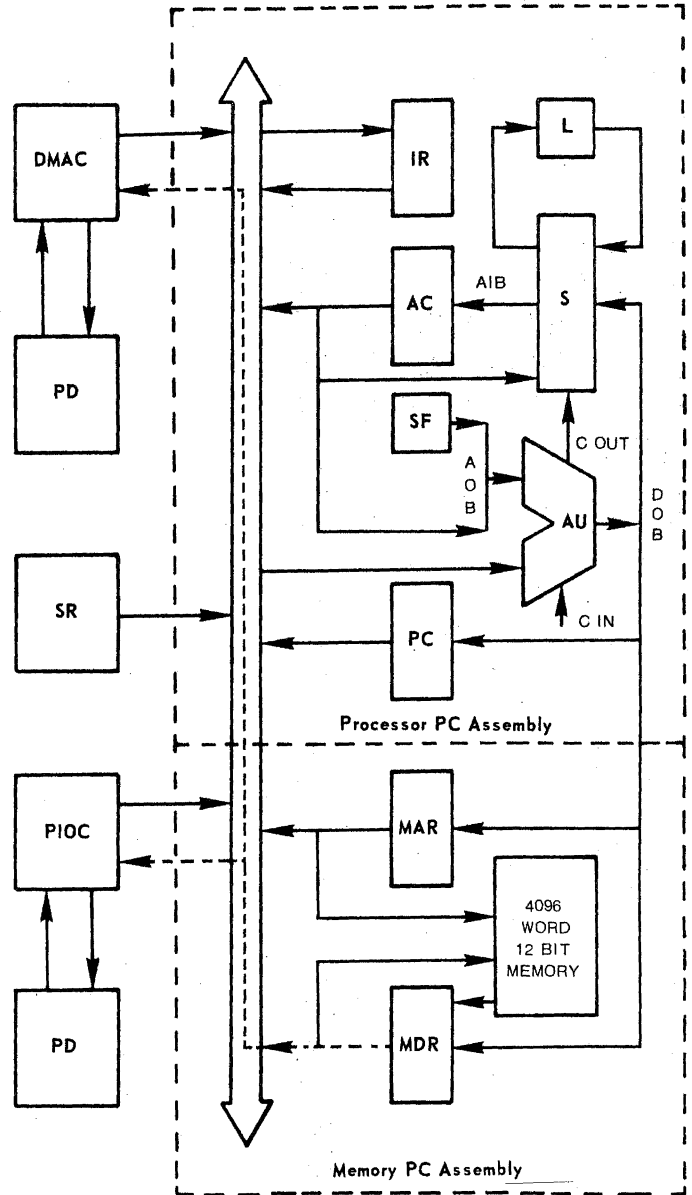 L
DMAC
IR
AIB
AC
S
PD
SF
C OUT
A
O
B
D
O
B
AU
SR
C IN
PC
Processor PC Assembly
MAR
PIOC
4096
WORD
12 BIT
MEMORY
PD
MDR
Memory PC Assembly